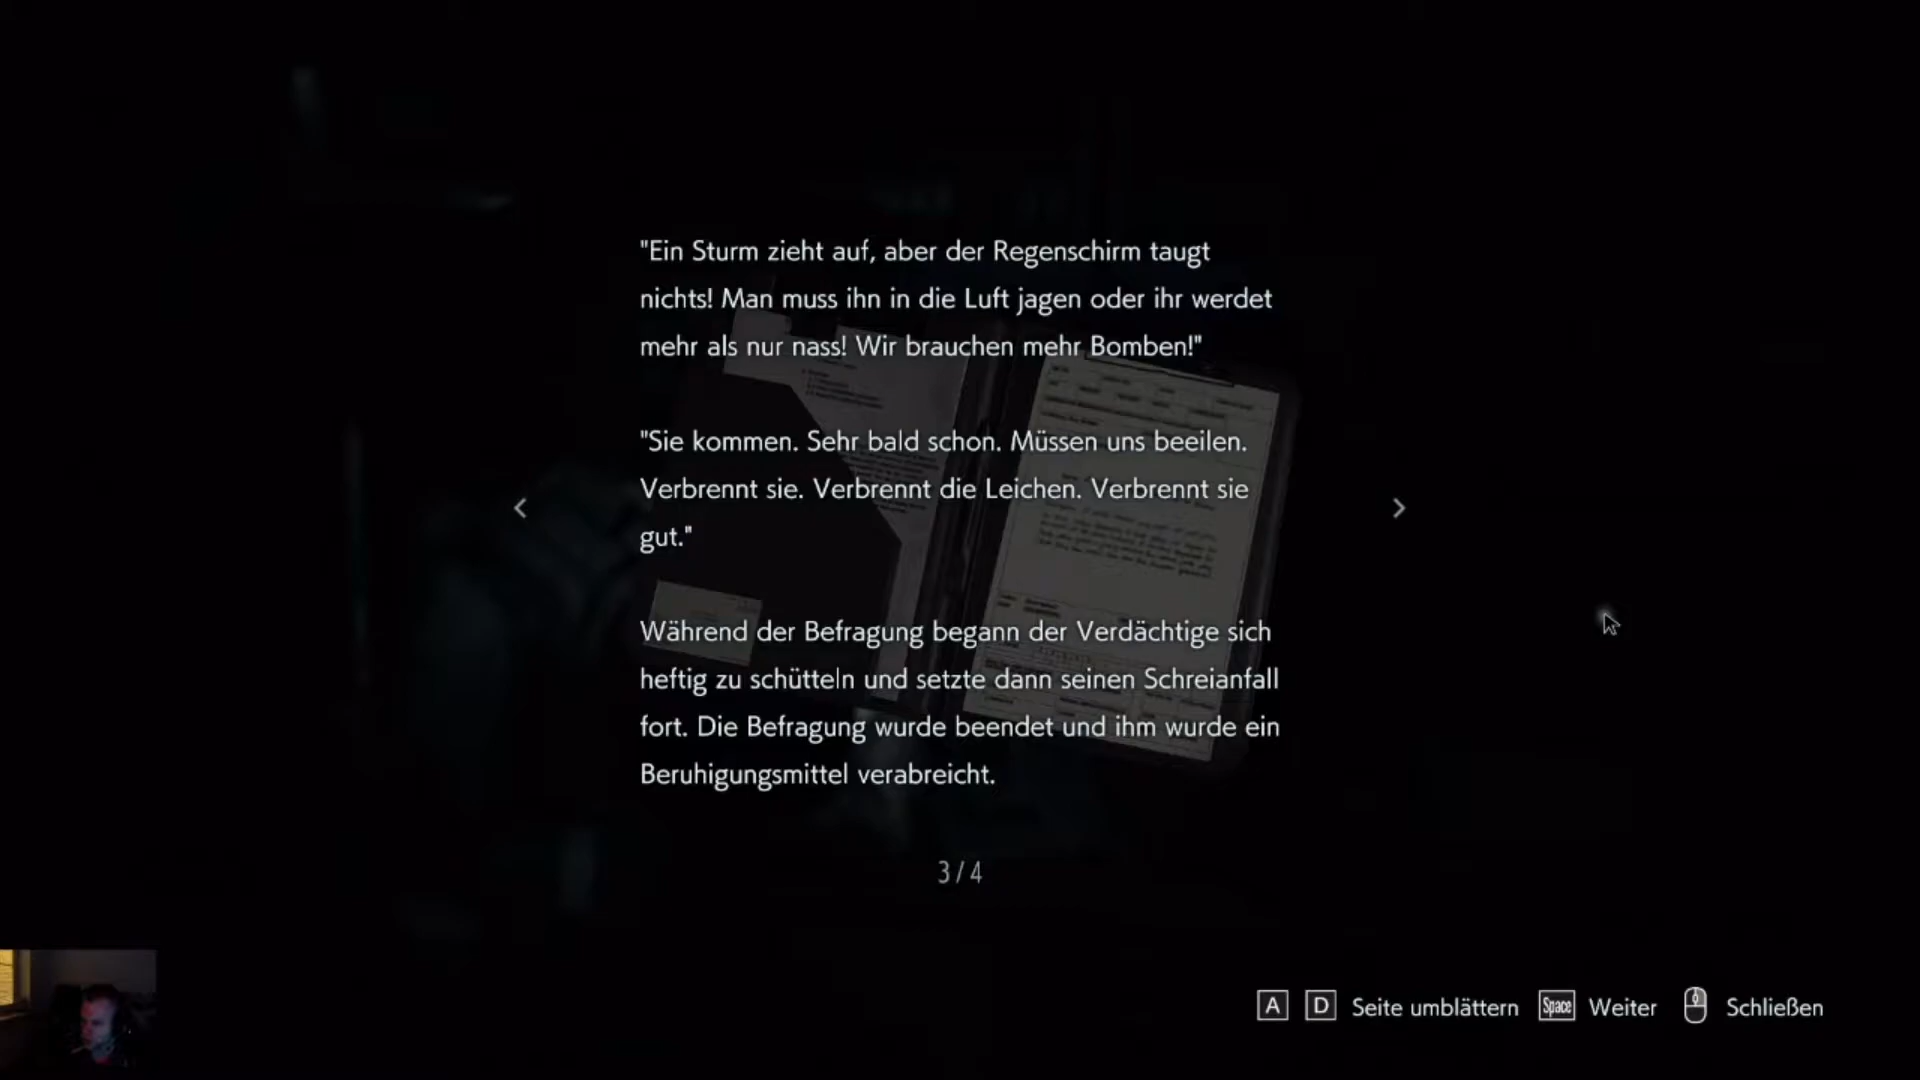 "Ein Sturm zieht auf, aber der Regenschirm taugt
nichts! Man muss ihn in die Luft jagen oder ihr werdet
mehr als nur nass! Wir brauchen mehr Bomben!"
"Sie kommen. Sehr bald schon. Müssen uns beeilen.
Verbrennt sie. Verbrennt die Leichen. Verbrennt sie
gut."
Während der Befragung begann der Verdächtige sich
heftig zu schütteln und setzte dann seinen Schreianfall
fort. Die Befragung wurde beendet und ihm wurde ein
Beruhigungsmittel verabreicht.
3 / 4
A D Seite umblättern Space Weiter Schließen